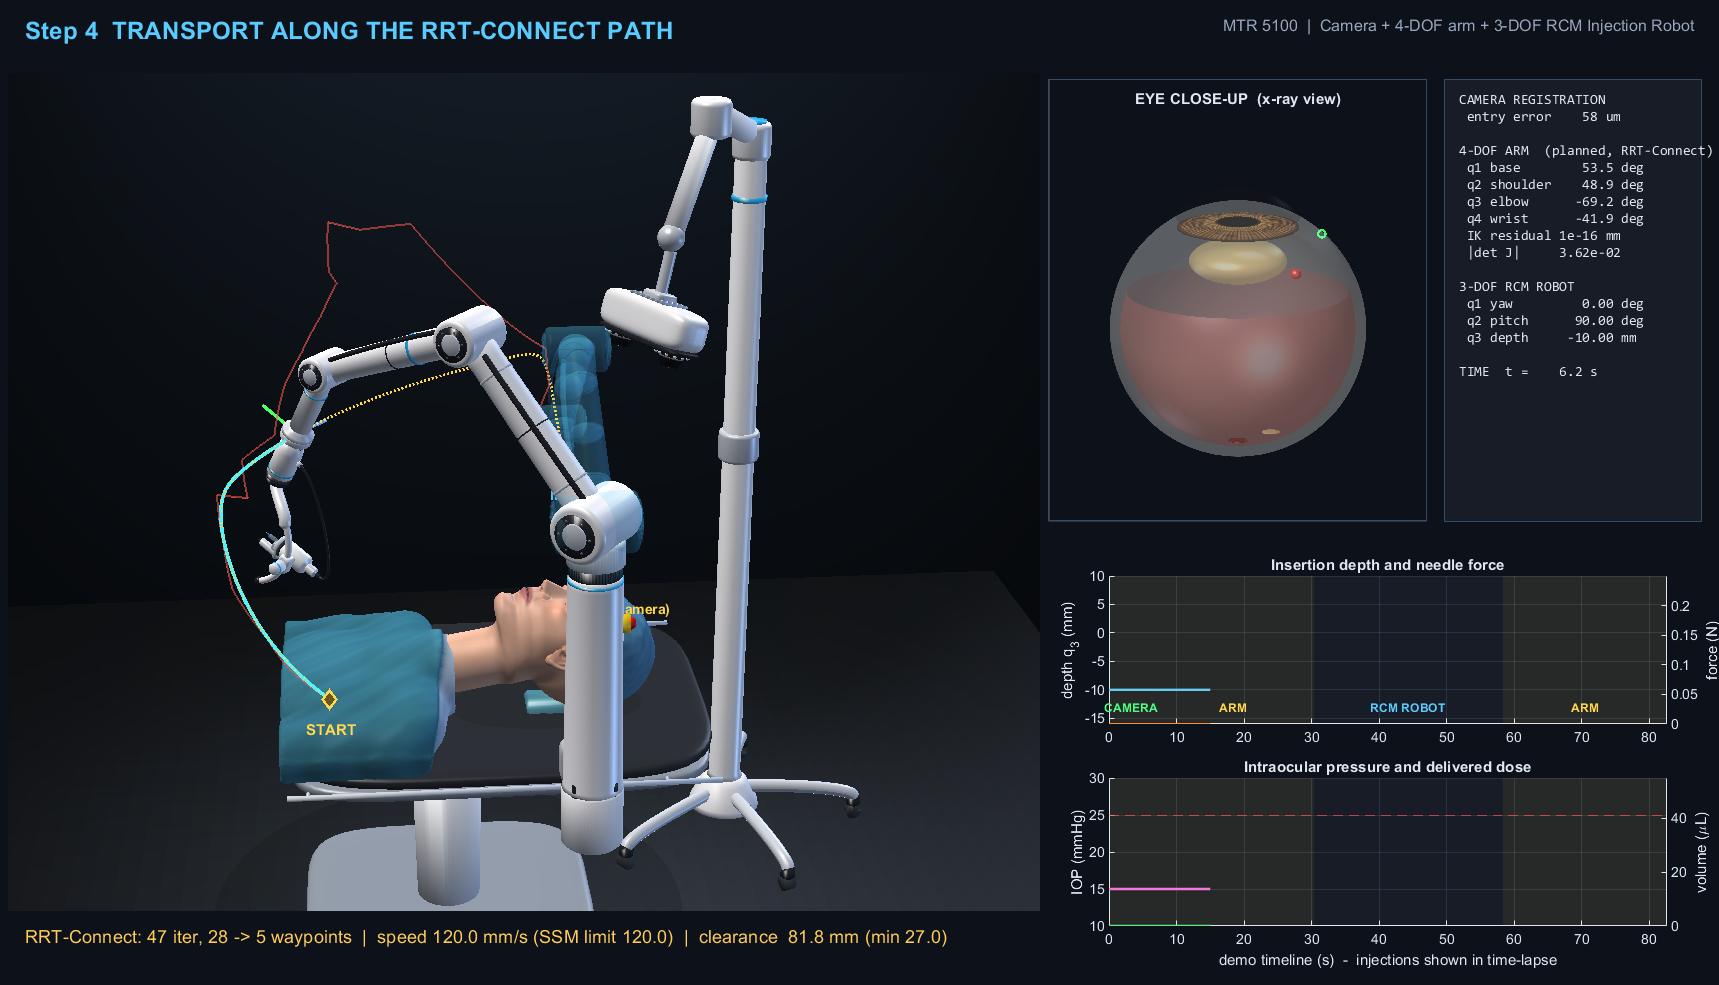 Step 4  TRANSPORT ALONG THE RRT-CONNECT PATH
MTR 5100  |  Camera + 4-DOF arm + 3-DOF RCM Injection Robot
amera)
START
RRT-Connect: 47 iter, 28 -> 5 waypoints  |  speed 120.0 mm/s (SSM limit 120.0)  |  clearance  81.8 mm (min 27.0)
EYE CLOSE-UP  (x-ray view)
CAMERA REGISTRATION
entry error    58 um
4-DOF ARM  (planned, RRT-Connect)
q1 base        53.5 deg
q2 shoulder    48.9 deg
q3 elbow      -69.2 deg
q4 wrist      -41.9 deg
IK residual 1e-16 mm
|det J|     3.62e-02
3-DOF RCM ROBOT
q1 yaw         0.00 deg
q2 pitch      90.00 deg
q3 depth     -10.00 mm
TIME  t =    6.2 s
Insertion depth and needle force
depth q3 (mm)
10
5
0
-5
-10
-15
CAMERA
ARM
RCM ROBOT
ARM
0.2
0.15
0.1
0.05
0
force (N)
0 10 20 30 40 50 60 70 80
Intraocular pressure and delivered dose
IOP (mmHg)
30
25
20
15
10
40
20
0
volume (μL)
0 10 20 30 40 50 60 70 80
demo timeline (s)  -  injections shown in time-lapse